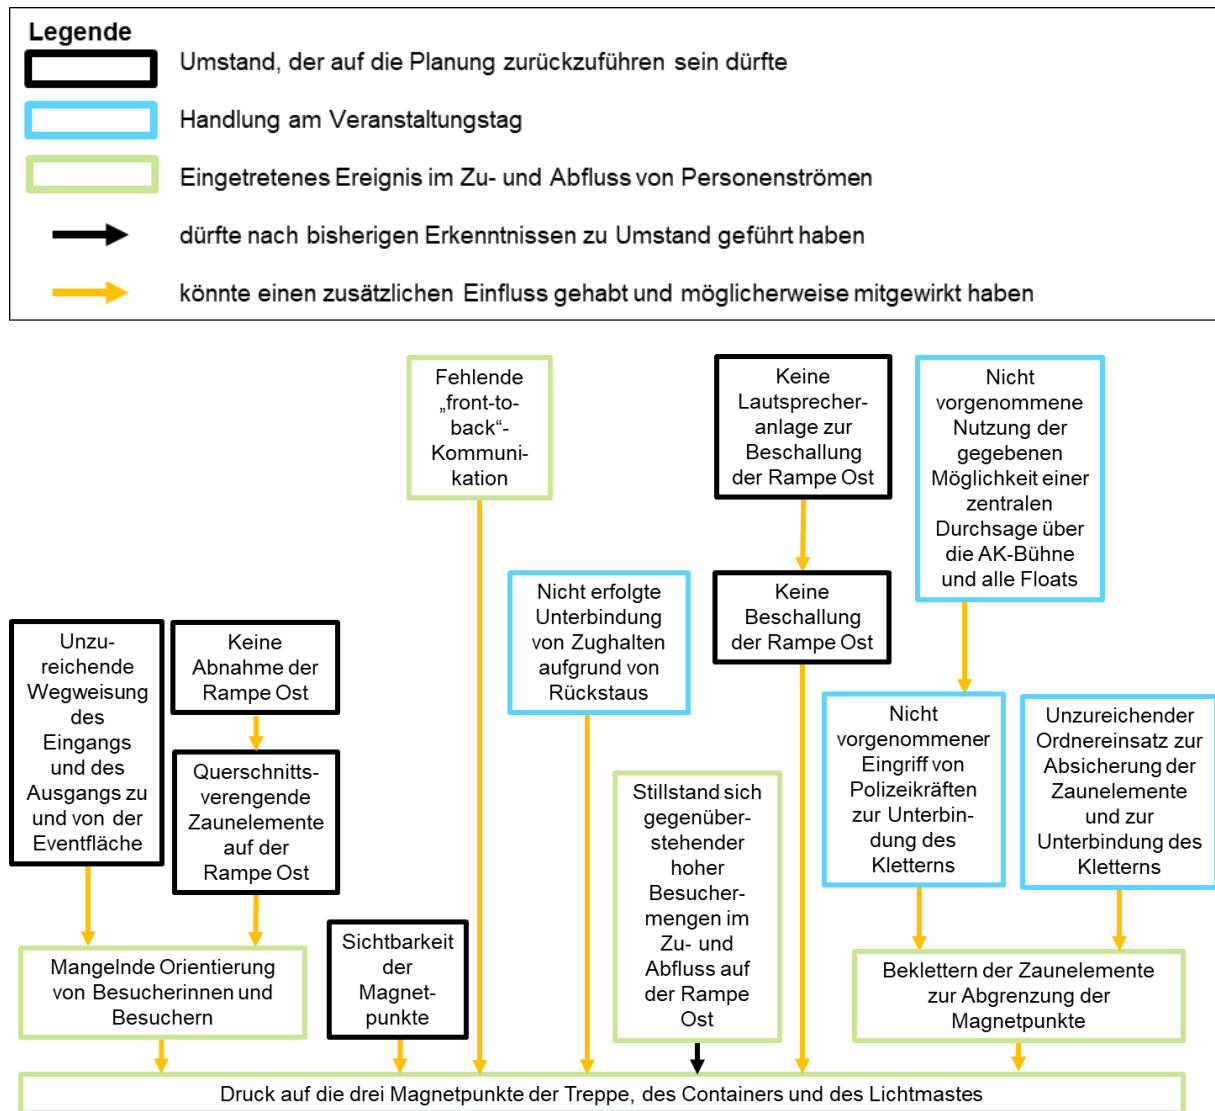 Legende
Umstand, der auf die Planung zurückzuführen sein dürfte
Handlung am Veranstaltungstag
Eingetretenes Ereignis im Zu- und Abfluss von Personenströmen
dürfte nach bisherigen Erkenntnissen zu Umstand geführt haben
könnte einen zusätzlichen Einfluss gehabt und möglicherweise mitgewirkt haben
Fehlende
„front-to-
back“-
Kommuni-
kation
Keine
Lautsprecher-
anlage zur
Beschallung
der Rampe Ost
Nicht
vorgenommene
Nutzung der
gegebenen
Möglichkeit einer
zentralen
Durchsage über
die AK-Bühne
und alle Floats
Nicht erfolgte
Unterbindung
von Zughalten
aufgrund von
Rückstaus
Keine
Beschallung
der Rampe Ost
Unzu-
reichende
Wegweisung
des
Eingangs
und des
Ausgangs zu
und von der
Eventfläche
Keine
Abnahme der
Rampe Ost
Querschnitts-
verengende
Zaunelemente
auf der
Rampe Ost
Stillstand sich
gegenüber-
stehender
hoher
Besucher-
mengen im
Zu- und
Abfluss auf
der Rampe
Ost
Nicht
vorgenommener
Eingriff von
Polizeikräften
zur Unterbin-
dung des
Kletterns
Unzureichender
Ordnereinsatz zur
Absicherung der
Zaunelemente
und zur
Unterbindung des
Kletterns
Mangelnde Orientierung
von Besucherinnen und
Besuchern
Sichtbarkeit
der
Magnet-
punkte
Beklettern der Zaunelemente
zur Abgrenzung der
Magnetpunkte
Druck auf die drei Magnetpunkte der Treppe, des Containers und des Lichtmastes